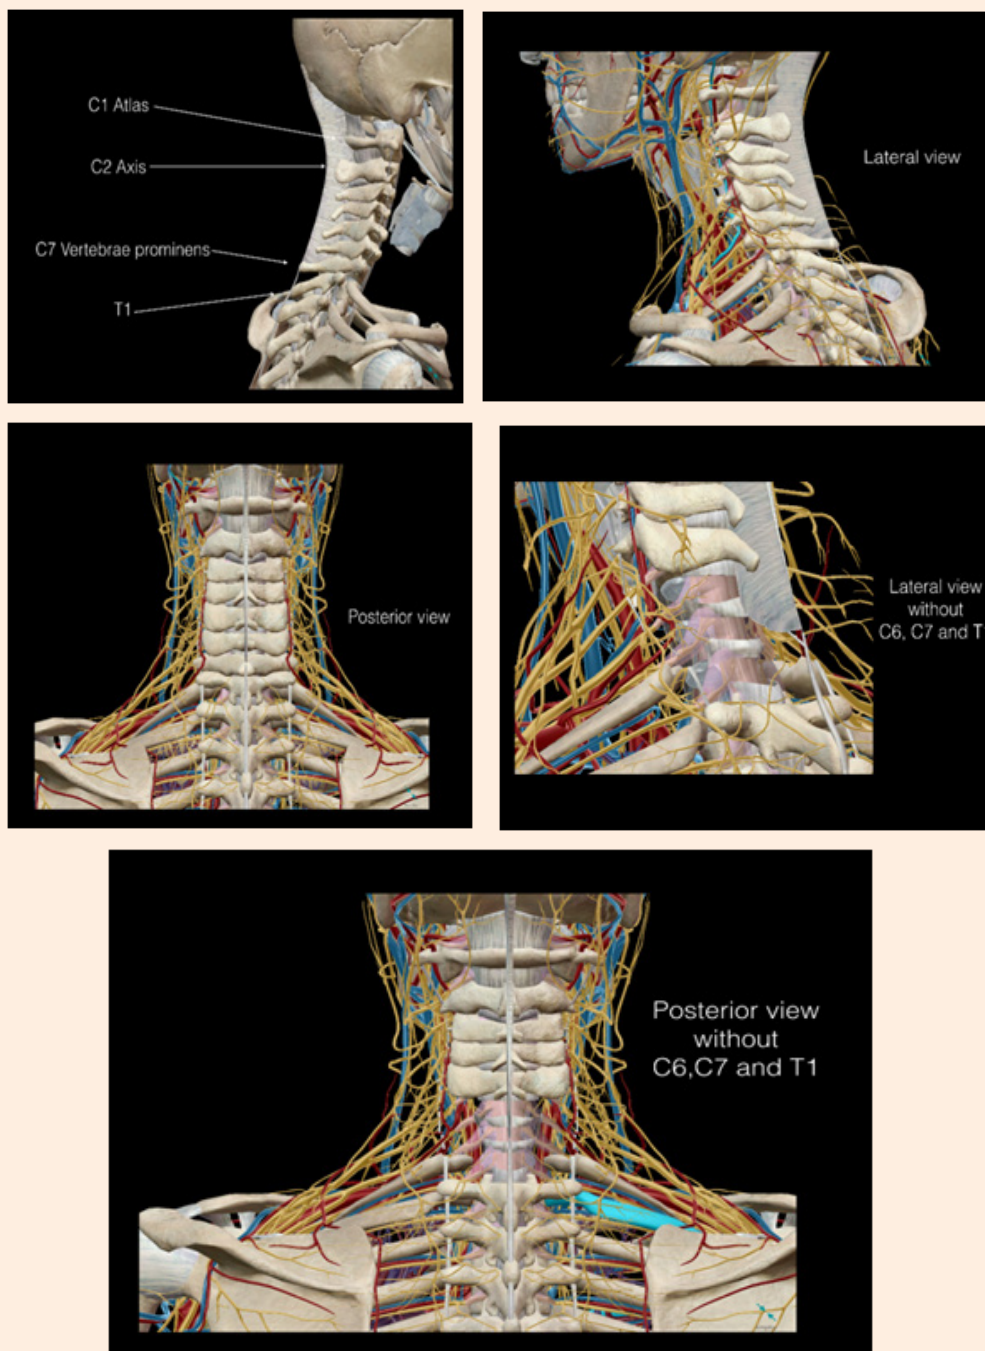 C1 Atlas
C2 Axis
C7 Vertebrae prominens
T1
Lateral view
Posterior view
Lateral view
without
C6, C7 and T
Posterior view
without
C6,C7 and T1